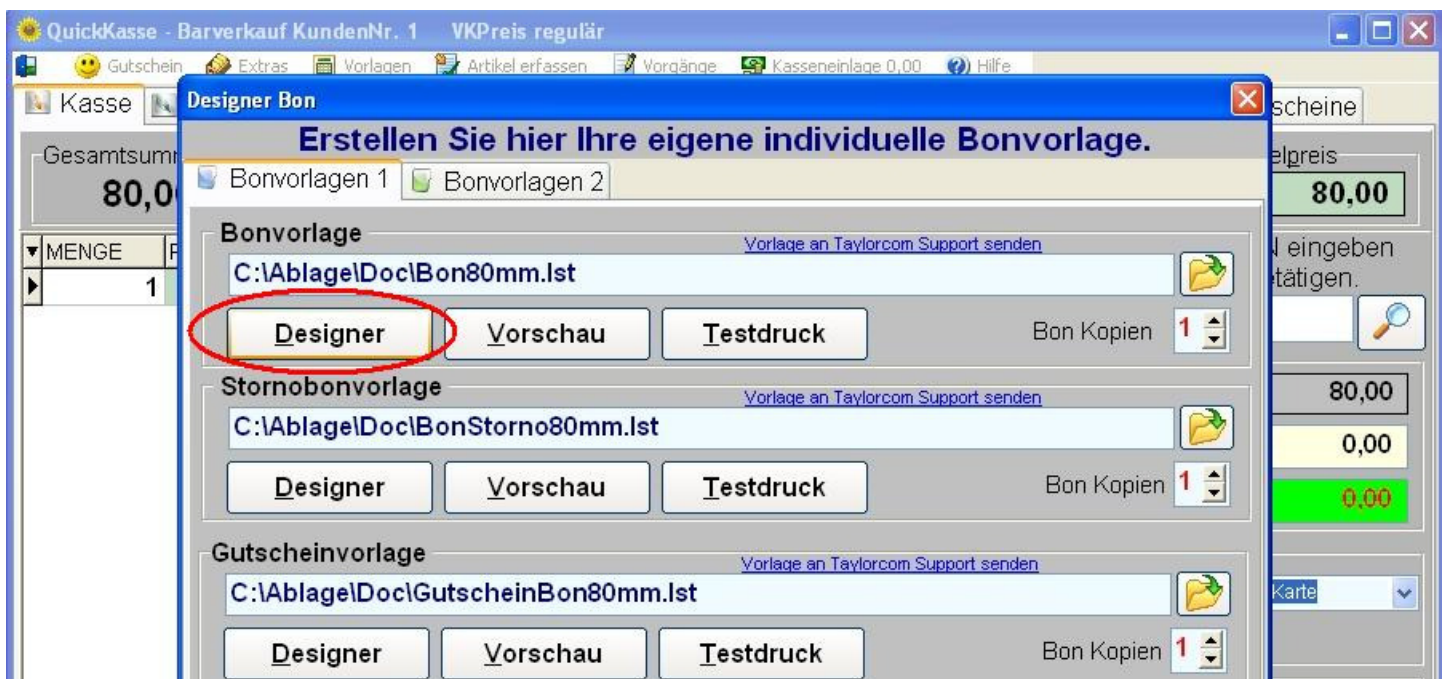 QuickKasse - Barverkauf KundenNr. 1 VKPreis regulär
Gutschein Extras Vorlagen Artikel erfassen Vorgänge Kasseneinlage 0,00 Hilfe
Kasse
scheine
Designer Bon
Erstellen Sie hier Ihre eigene individuelle Bonvorlage.
Gesamtsum
80,0
elpreis
80,00
Bonvorlagen 1 Bonvorlagen 2
MENGE
1
N eingeben
tätigen.
Bonvorlage
Vorlage an Taylorcom Support senden
C:\Ablage\Doc\Bon80mm.lst
Designer Vorschau Testdruck Bon Kopien 1
Stornobonvorlage
Vorlage an Taylorcom Support senden
C:\Ablage\Doc\BonStorno80mm.lst
Designer Vorschau Testdruck Bon Kopien 1
80,00
0,00
0,00
Gutscheinvorlage
Vorlage an Taylorcom Support senden
C:\Ablage\Doc\GutscheinBon80mm.lst
Designer Vorschau Testdruck Bon Kopien 1
Karte